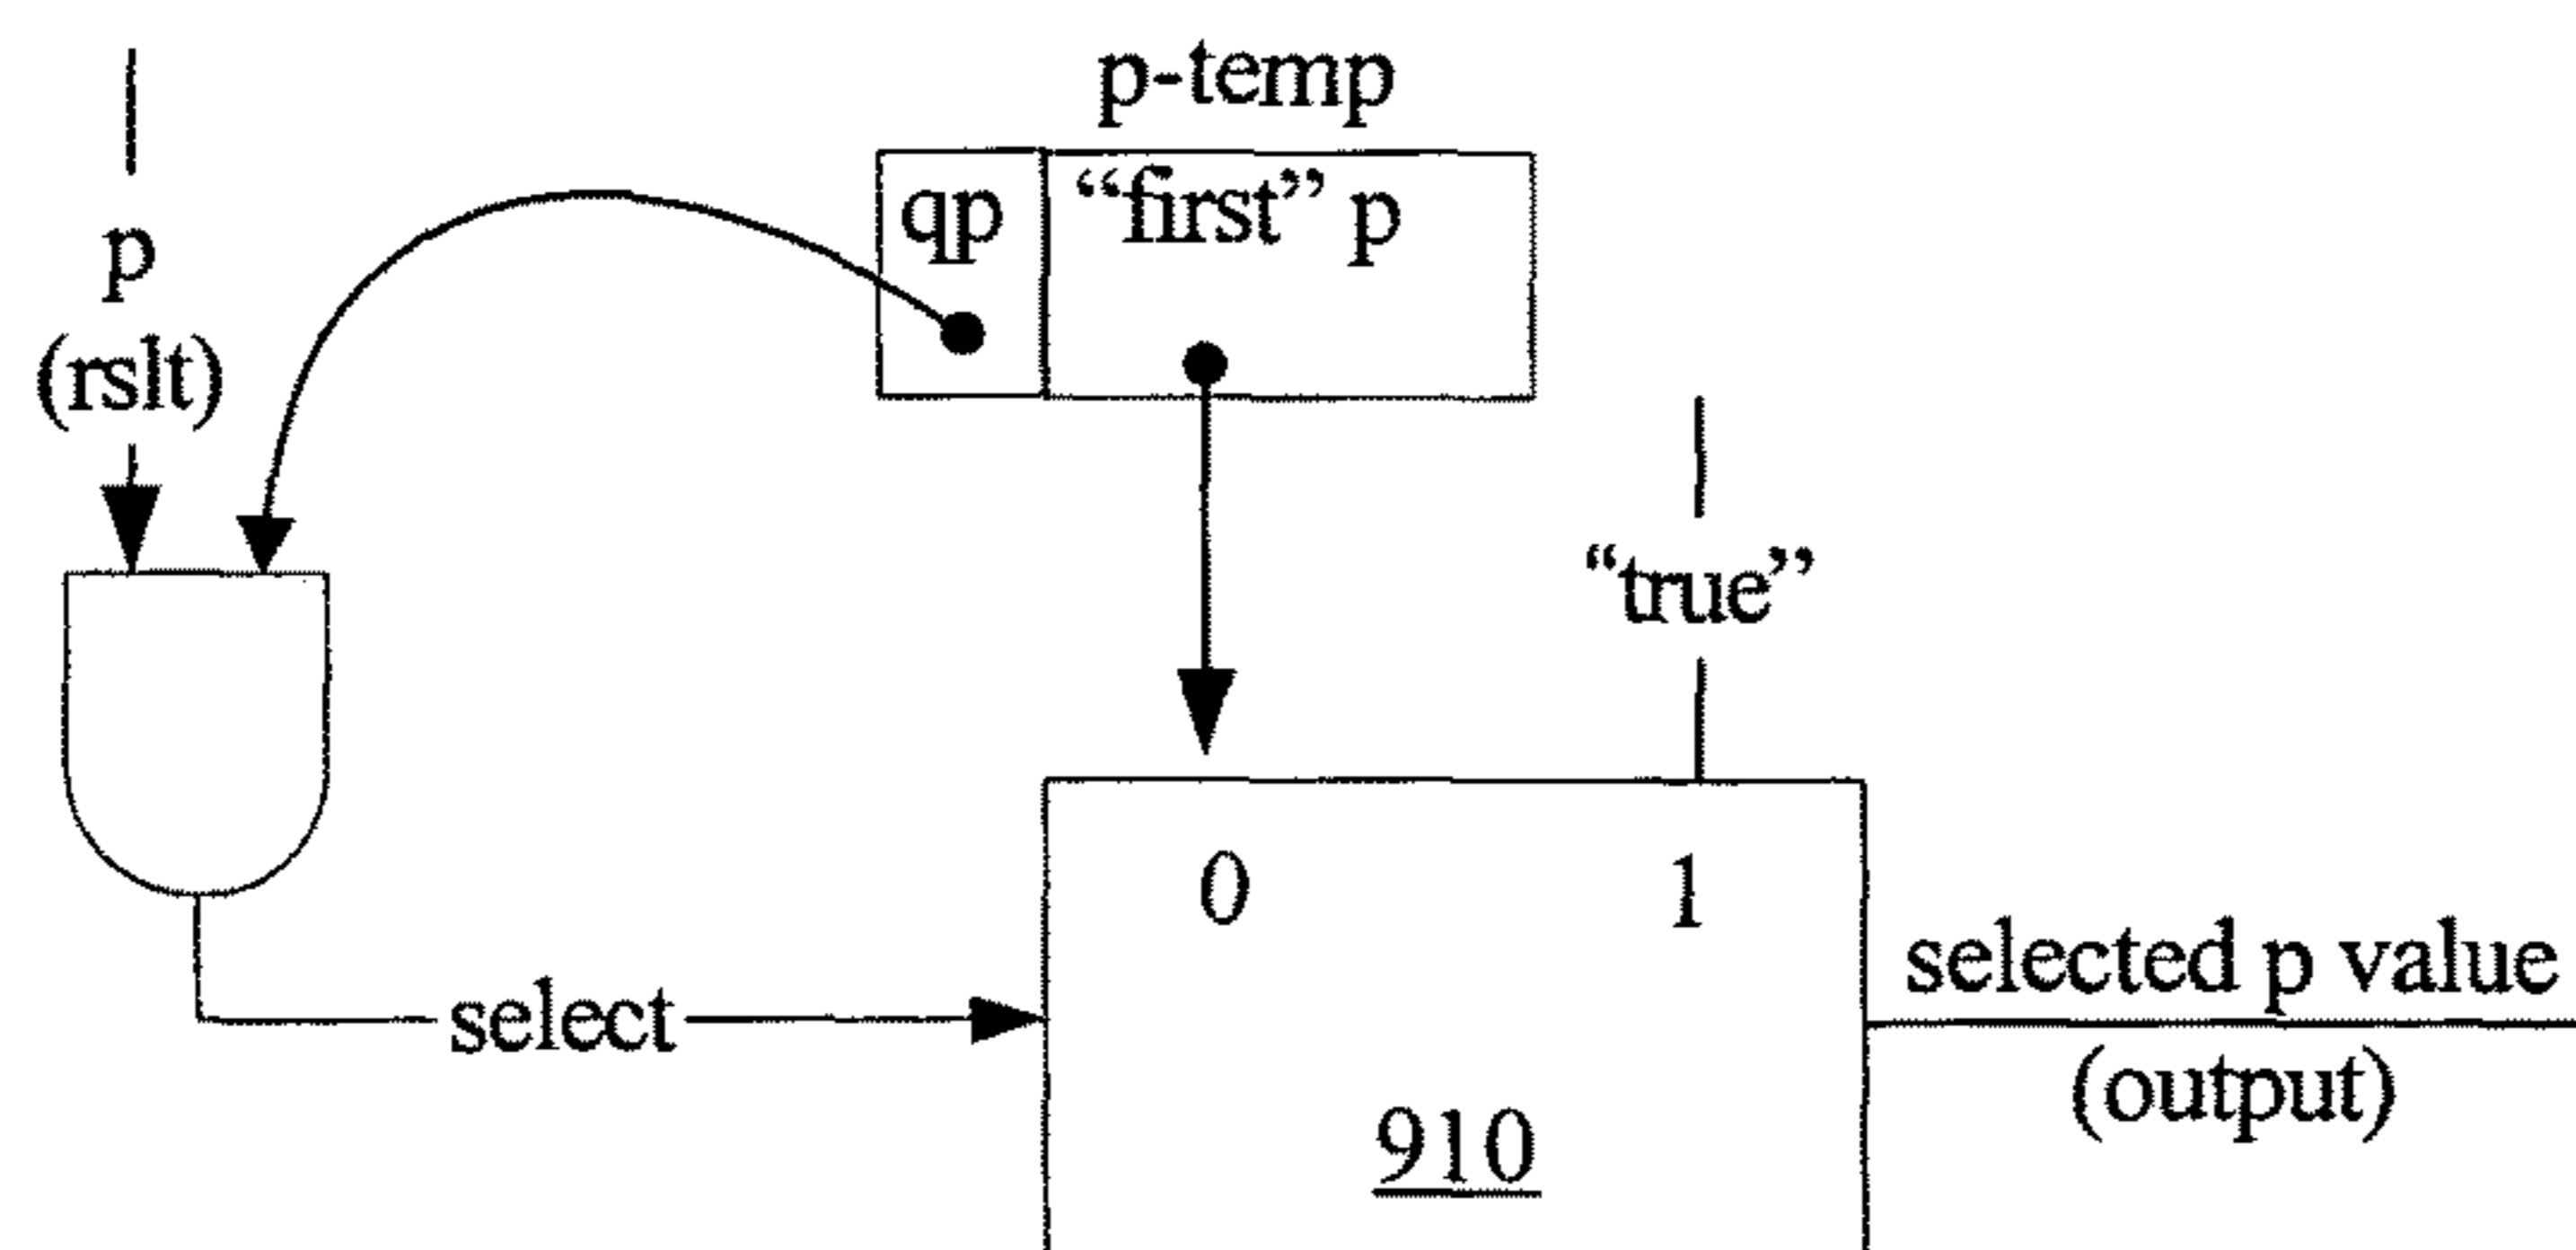 p-temp
qp “first” p
p
(rslt)
“true”
0 1
selected p value
select
(output)
910